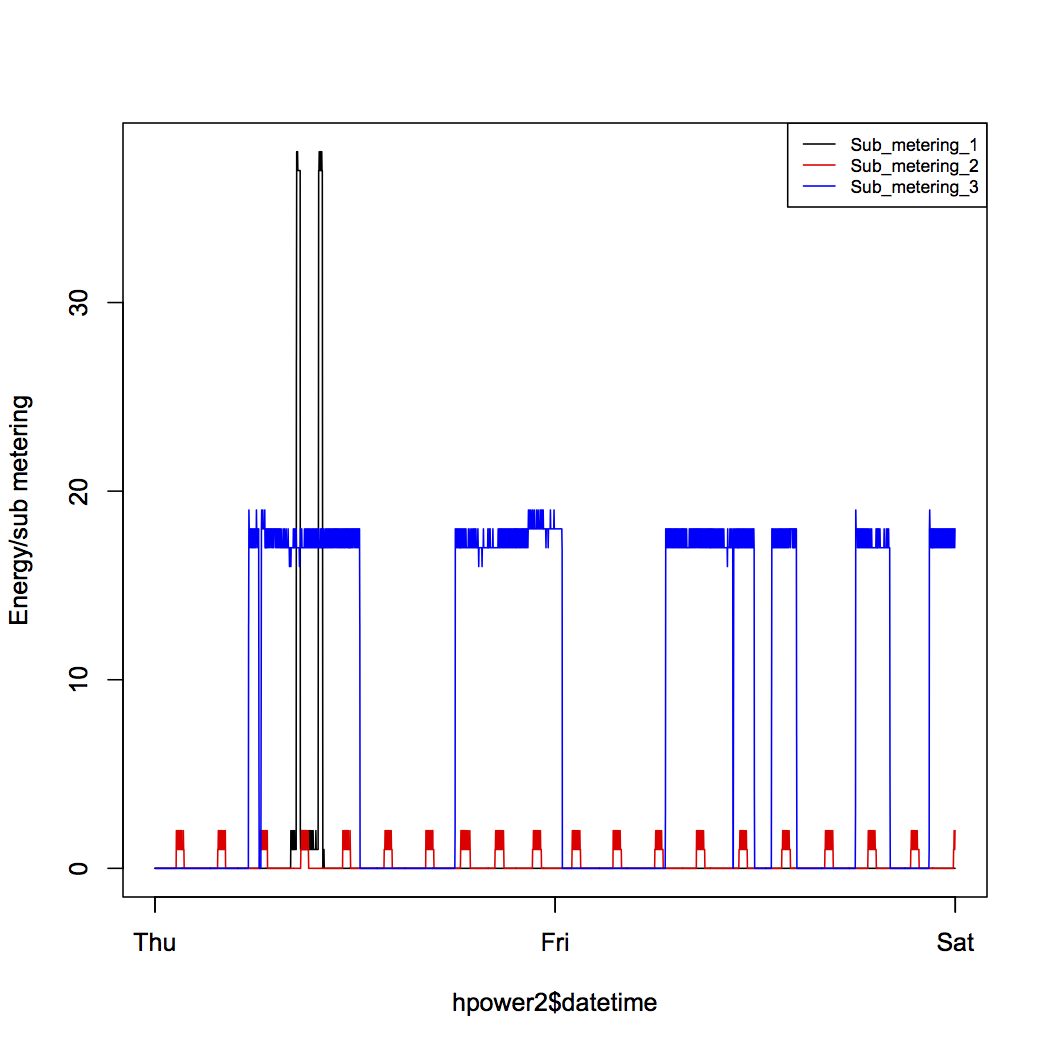 Sub_metering_1
Sub_metering_2
Sub_metering_3
30
20
10
0
Energy/sub metering
Thu Fri Sat
hpower2$datetime